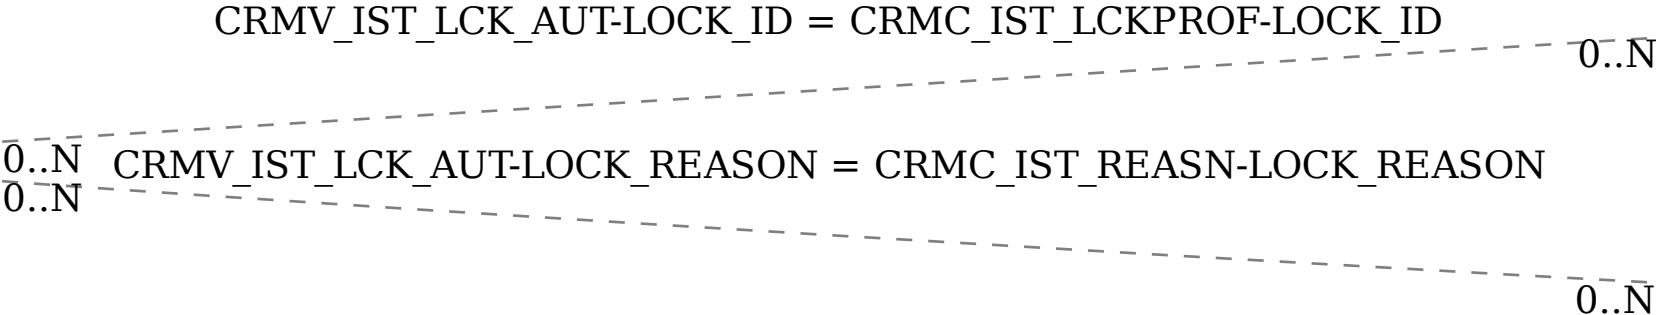 CRMV_IST_LCK_AUT-LOCK_ID = CRMC_IST_LCKPROF-LOCK_ID
0..N
0..N
CRMV_IST_LCK_AUT-LOCK_REASON = CRMC_IST_REASN-LOCK_REASON
0..N
0..N